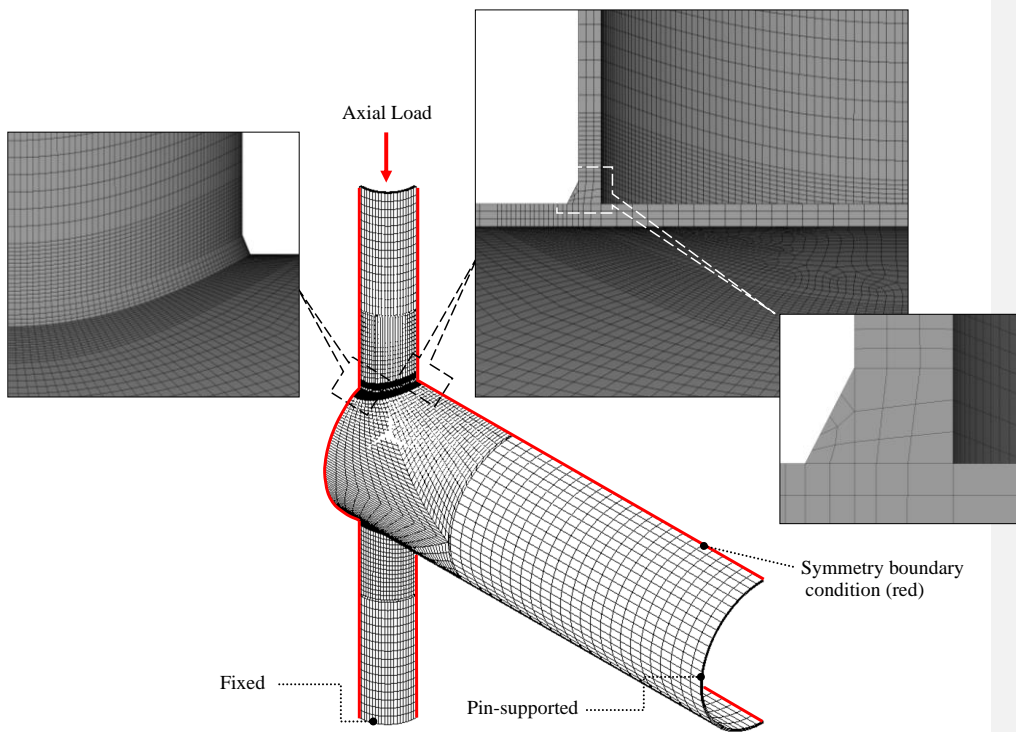 Axial Load
Symmetry boundary
condition (red)
Fixed
Pin-supported